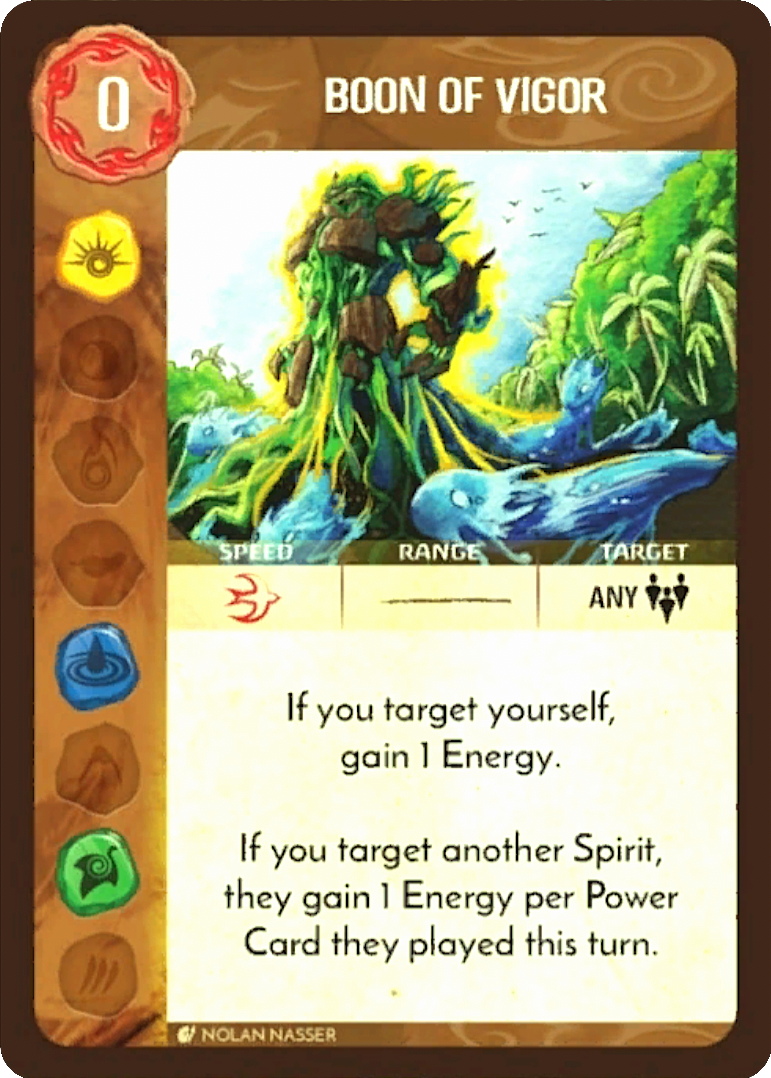 0
BOON OF VIGOR
SPEED RANGE TARGET
ANY
If you target yourself,
gain 1 Energy.
If you target another Spirit,
they gain 1 Energy per Power
Card they played this turn.
NOLAN NASSER